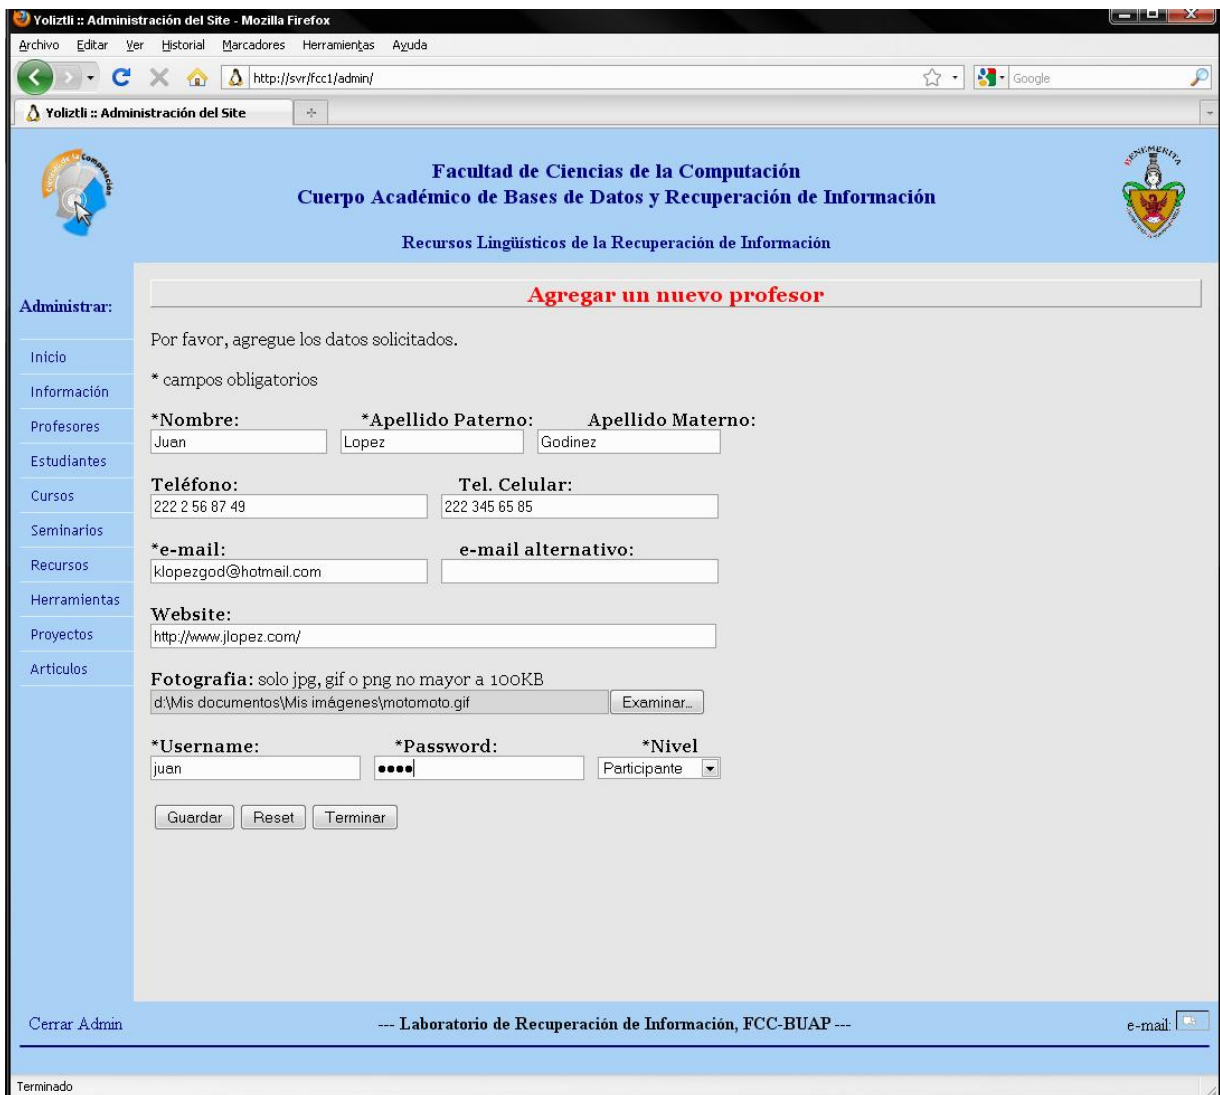 Yoliztli :: Administración del Site - Mozilla Firefox
Archivo Editar Ver Historial Marcadores Herramientas Ayuda
http://svr/fcc1/admin/ Google
Yoliztli :: Administración del Site
Ciencias de la Computación
BENEMERITA
Facultad de Ciencias de la Computación
Cuerpo Académico de Bases de Datos y Recuperación de Información
Recursos Lingüísticos de la Recuperación de Información
Administrar:
Inicio
Información
Profesores
Estudiantes
Cursos
Seminarios
Recursos
Herramientas
Proyectos
Articulos
Agregar un nuevo profesor
Por favor, agregue los datos solicitados.
* campos obligatorios
*Nombre: *Apellido Paterno: Apellido Materno:
Juan Lopez Godinez
Teléfono: Tel. Celular:
222 2 56 87 49 222 345 65 85
*e-mail: e-mail alternativo:
klopezgod@hotmail.com
Website:
http://www.jlopez.com/
Fotografia: solo jpg, gif o png no mayor a 100KB
d:\Mis documentos\Mis imágenes\motomoto.gif Examinar...
*Username: *Password: *Nivel
juan ●●●● Participante
Guardar Reset Terminar
Cerrar Admin --- Laboratorio de Recuperación de Información, FCC-BUAP --- e-mail:
Terminado